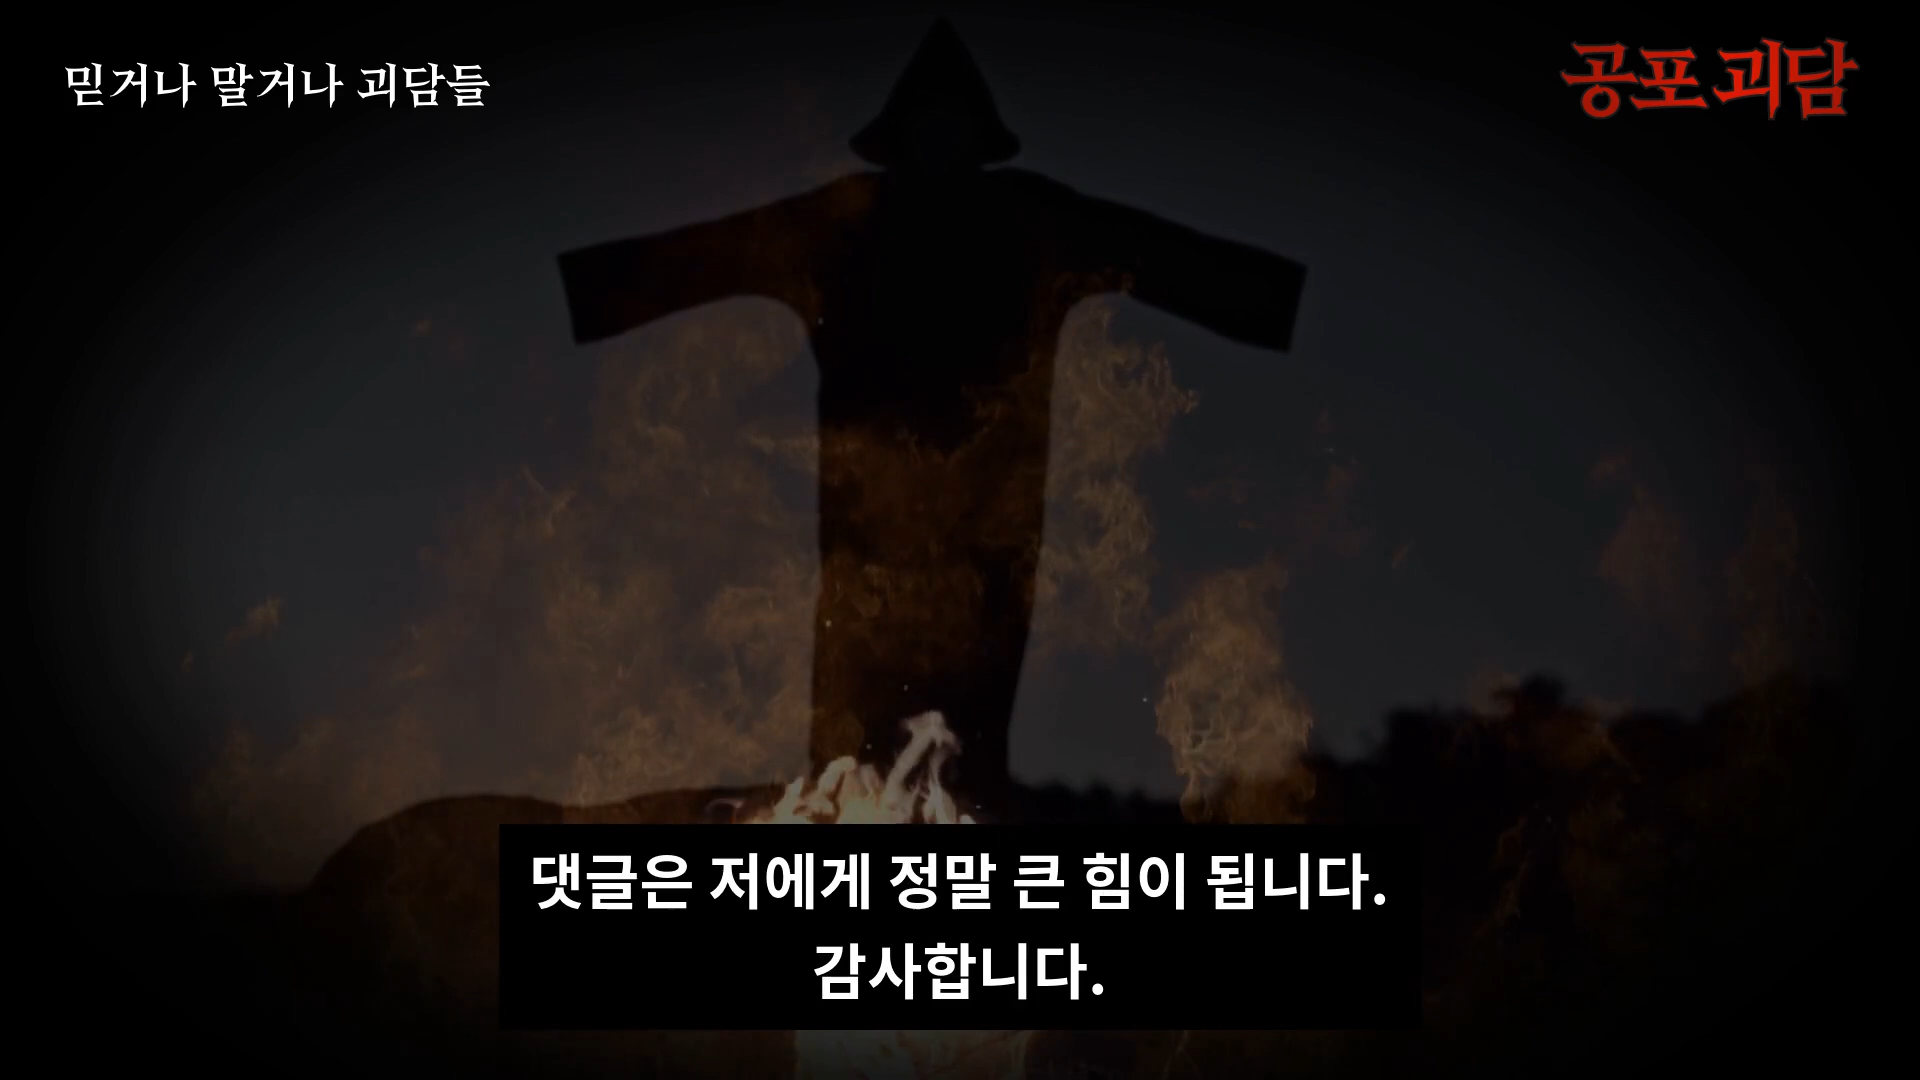 믿거나 말거나 괴담들
공포 괴담
댓글은 저에게 정말 큰 힘이 됩니다.
감사합니다.